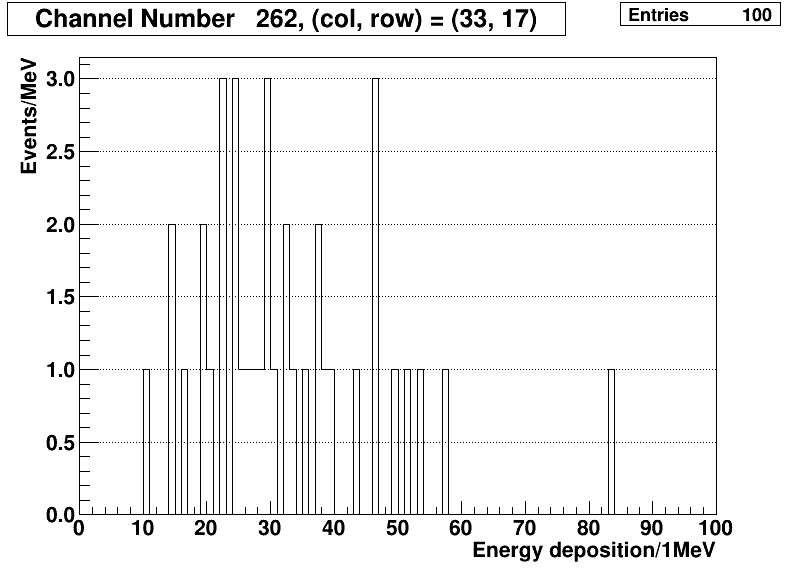 Channel Number 262, (col, row) = (33, 17)
Entries 100
Events/MeV
3.0
2.5
2.0
1.5
1.0
0.5
0.0
0 10 20 30 40 50 60 70 80 90 100
Energy deposition/1MeV